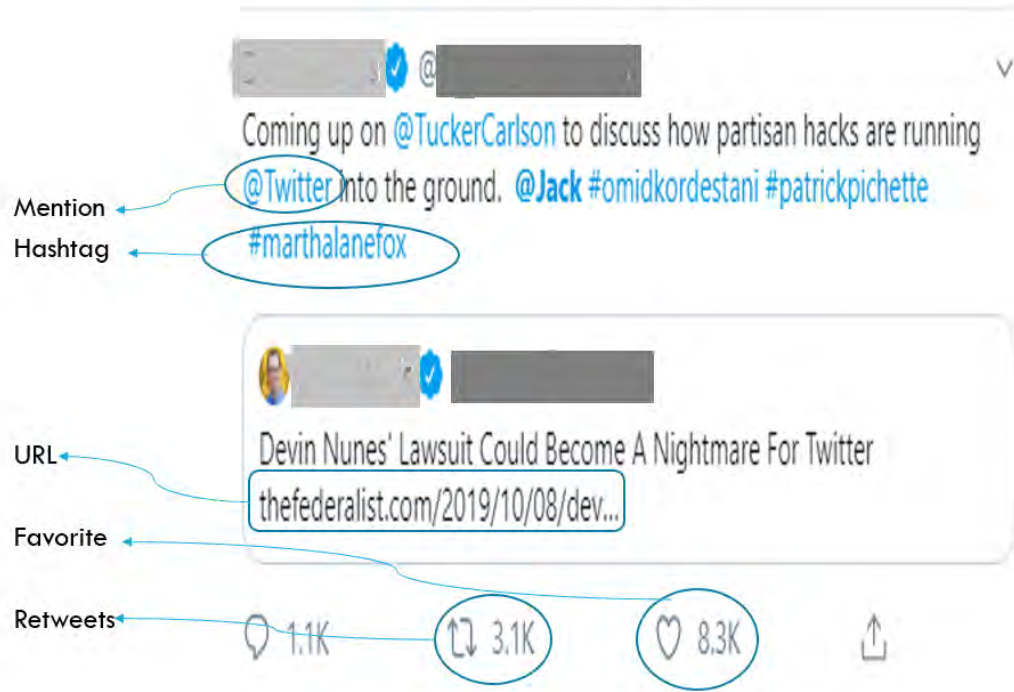 @
Coming up on @TuckerCarlson to discuss how partisan hacks are running
@Twitter into the ground. @Jack #omidkordestani #patrickpichette
Mention
Hashtag
#marthalanefox
Devin Nunes' Lawsuit Could Become A Nightmare For Twitter
URL
thefederalist.com/2019/10/08/dev...
Favorite
Retweets
1.1K
3.1K
8.3K